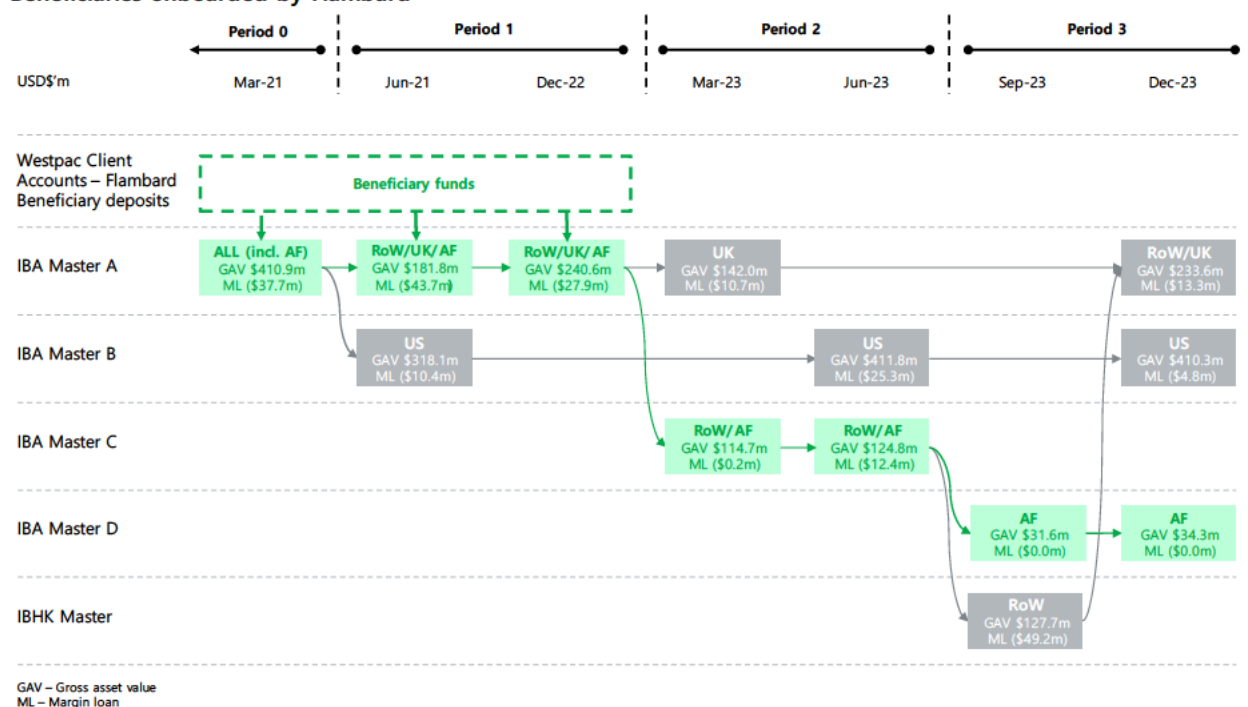 Beneficiaries onboarded by Flambard
Period 0
Period 1
Period 2
Period 3
USD$'m
Mar-21
Jun-21
Dec-22
Mar-23
Jun-23
Sep-23
Dec-23
Westpac Client
Accounts – Flambard
Beneficiary deposits
Beneficiary funds
IBA Master A
ALL (incl. AF)
GAV $410.9m
ML ($37.7m)
RoW/UK/AF
GAV $181.8m
ML ($43.7m)
RoW/UK/AF
GAV $240.6m
ML ($27.9m)
UK
GAV $142.0m
ML ($10.7m)
RoW/UK
GAV $233.6m
ML ($13.3m)
IBA Master B
US
GAV $318.1m
ML ($10.4m)
US
GAV $411.8m
ML ($25.3m)
US
GAV $410.3m
ML ($4.8m)
IBA Master C
RoW/AF
GAV $114.7m
ML ($0.2m)
RoW/AF
GAV $124.8m
ML ($12.4m)
IBA Master D
AF
GAV $31.6m
ML ($0.0m)
AF
GAV $34.3m
ML ($0.0m)
IBHK Master
RoW
GAV $127.7m
ML ($49.2m)
GAV – Gross asset value
ML – Margin loan